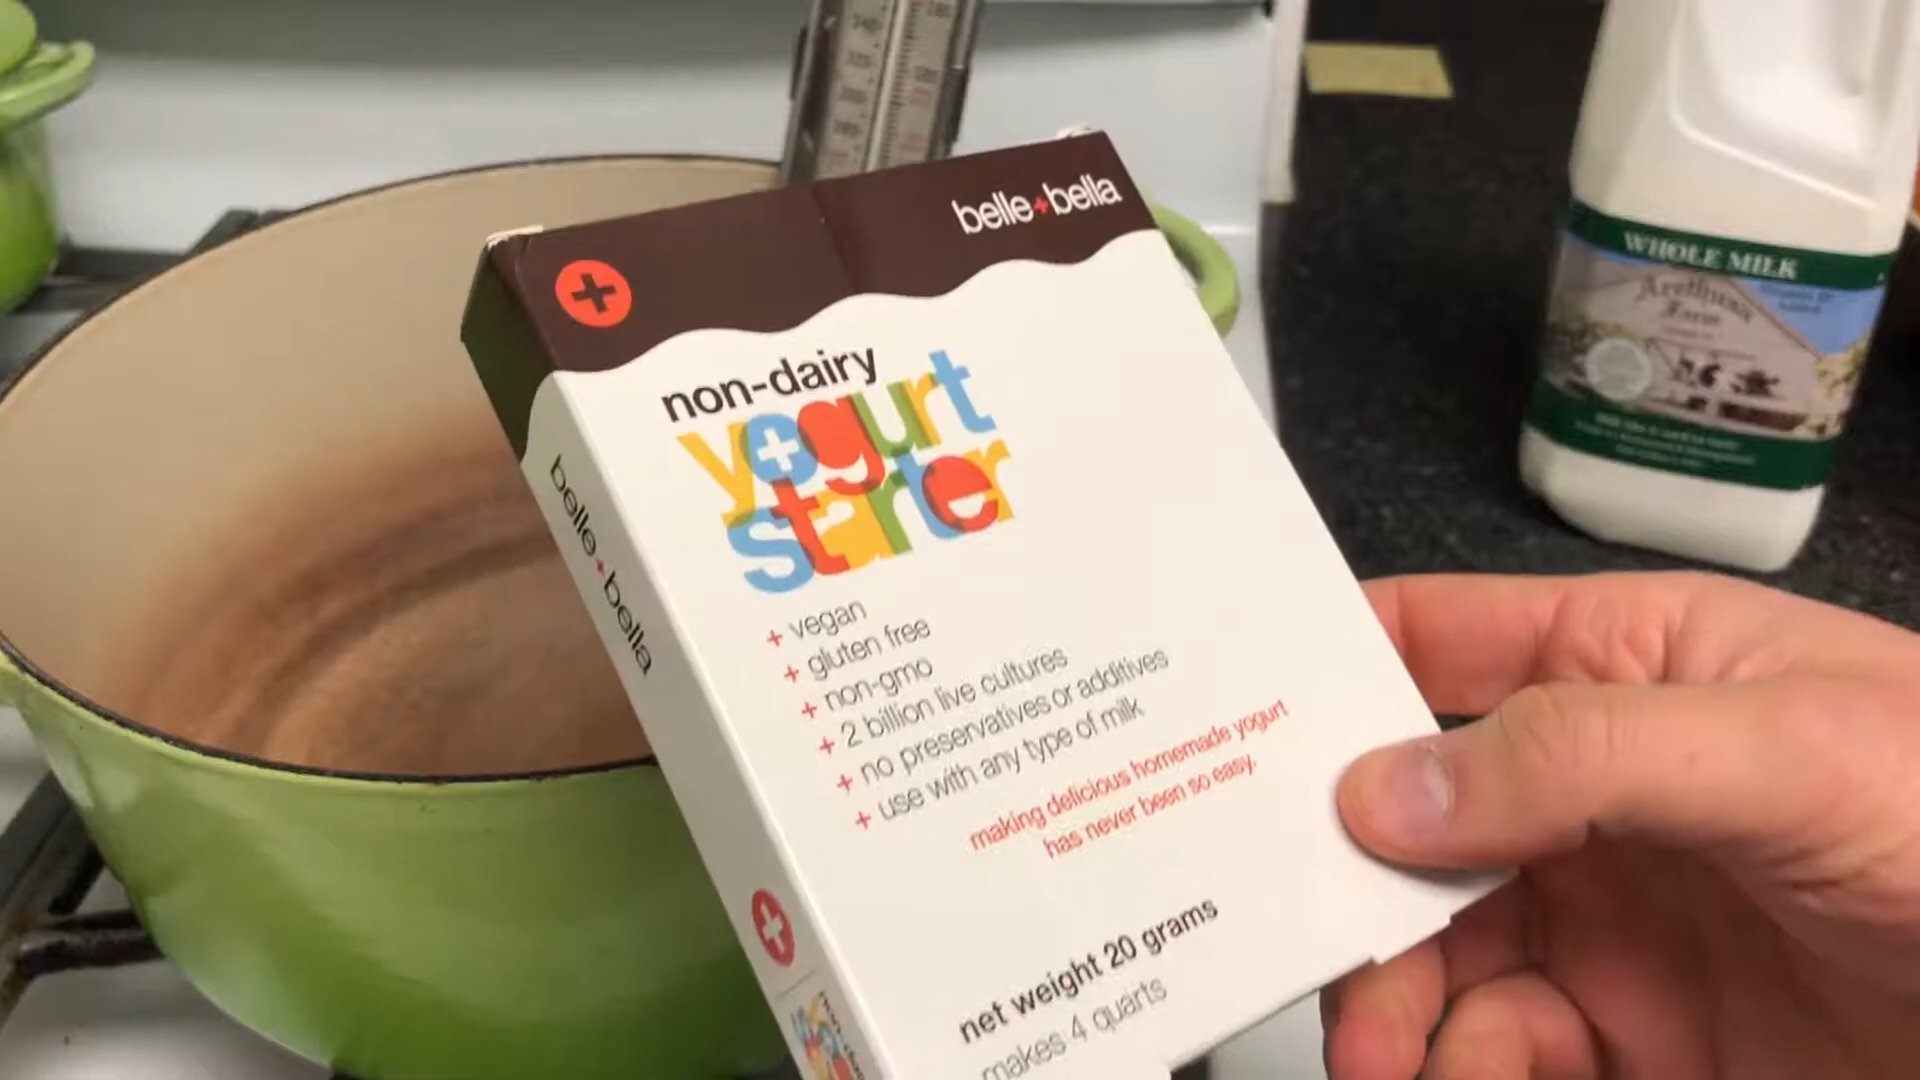 belle+bella
non-dairy
yogurt
starter
+ vegan
+ gluten free
+ non-gmo
+ 2 billion live cultures
+ no preservatives or additives
+ use with any type of milk
making delicious homemade yogurt
has never been so easy.
net weight 20 grams
makes 4 quarts
belle+bella
WHOLE MILK
Arethusa
Farm